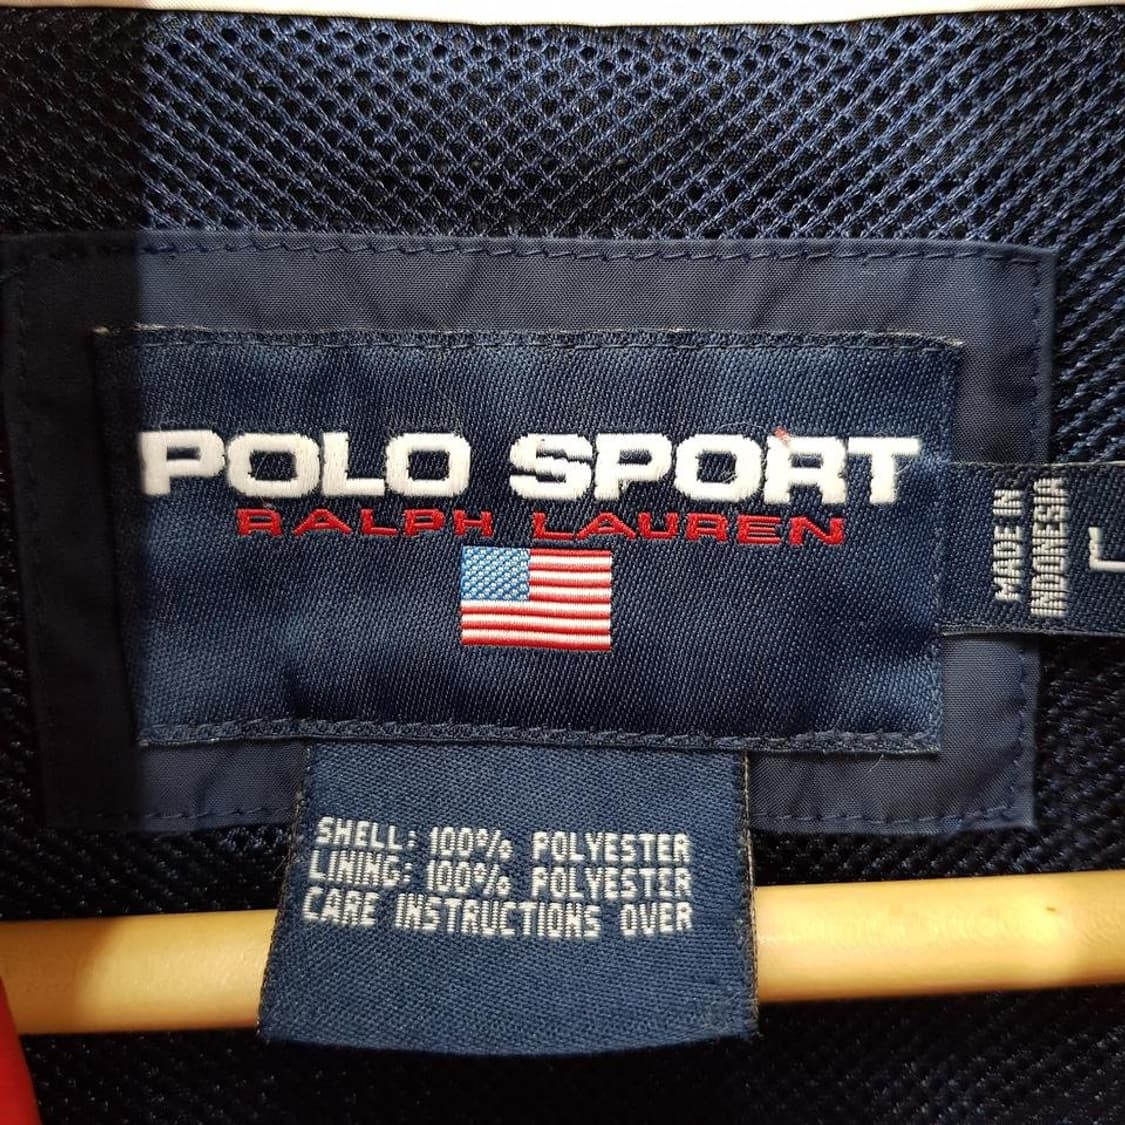 POLO SPORT
RALPH LAUREN
MADE IN
INDONESIA
L
SHELL: 100% POLYESTER
LINING: 100% POLYESTER
CARE INSTRUCTIONS OVER